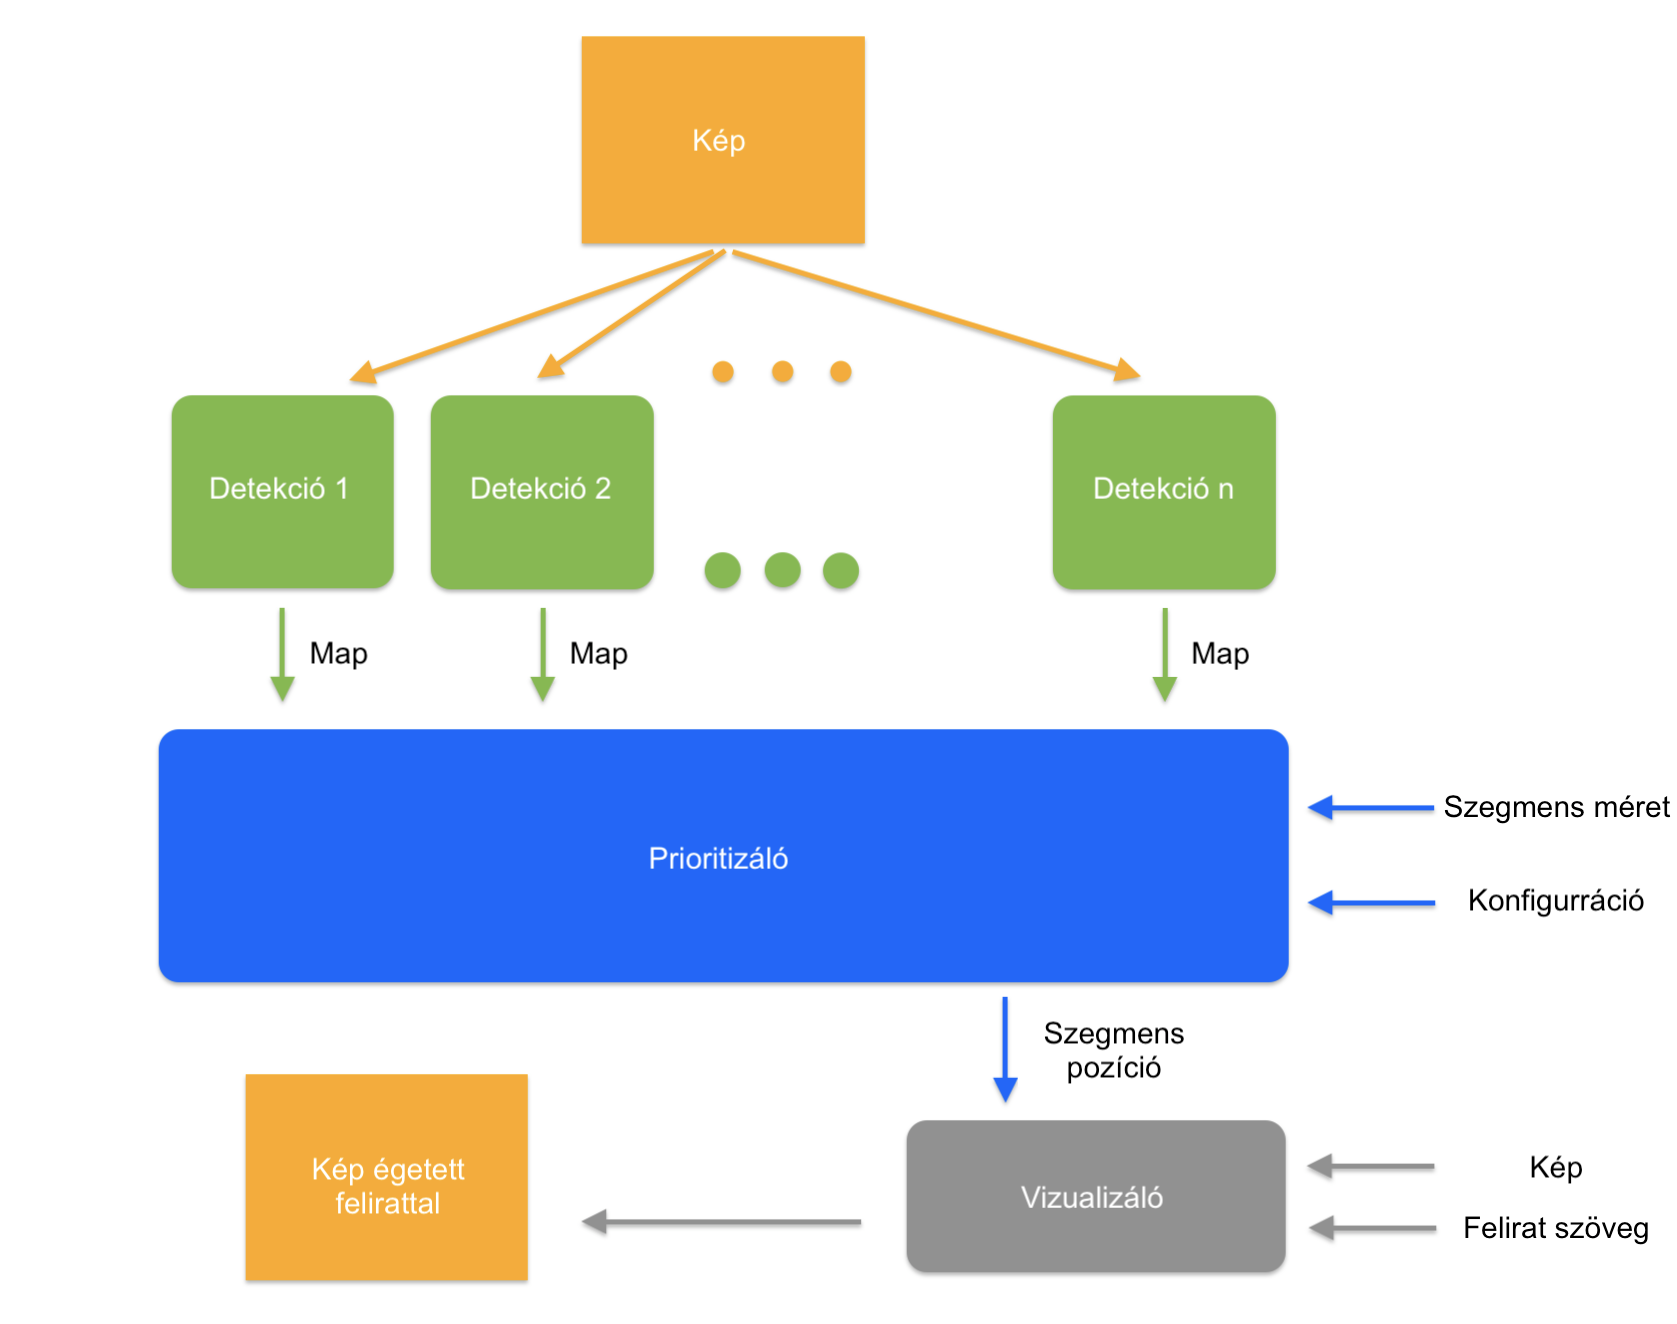 Kép
Detekció 1
Detekció 2
Detekció n
Map
Map
Map
Prioritizáló
Szegmens méret
Konfigurráció
Szegmens
pozíció
Kép égetett
felirattal
Vizualizáló
Kép
Felirat szöveg